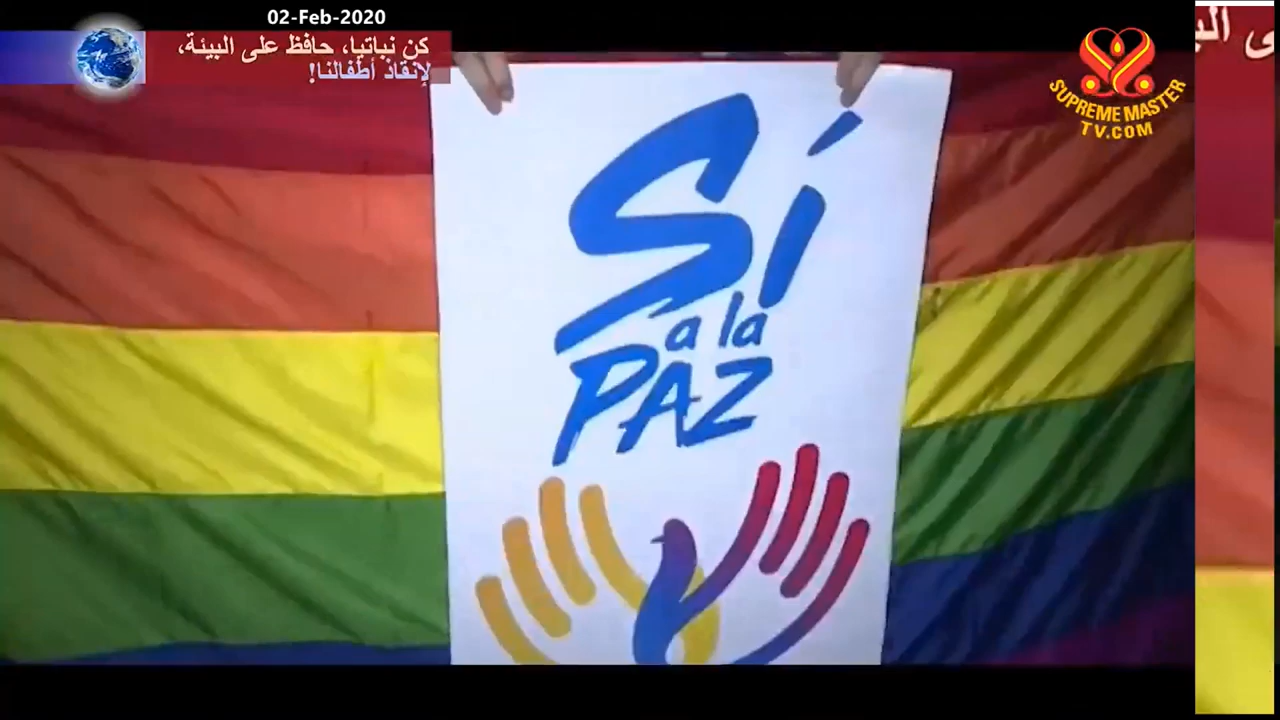 02-Feb-2020
كن نباتيا، حافظ على البيئة،
لإنقاذ أطفالنا!
SUPREME MASTER
TV.COM
Sí
a la
PAZ